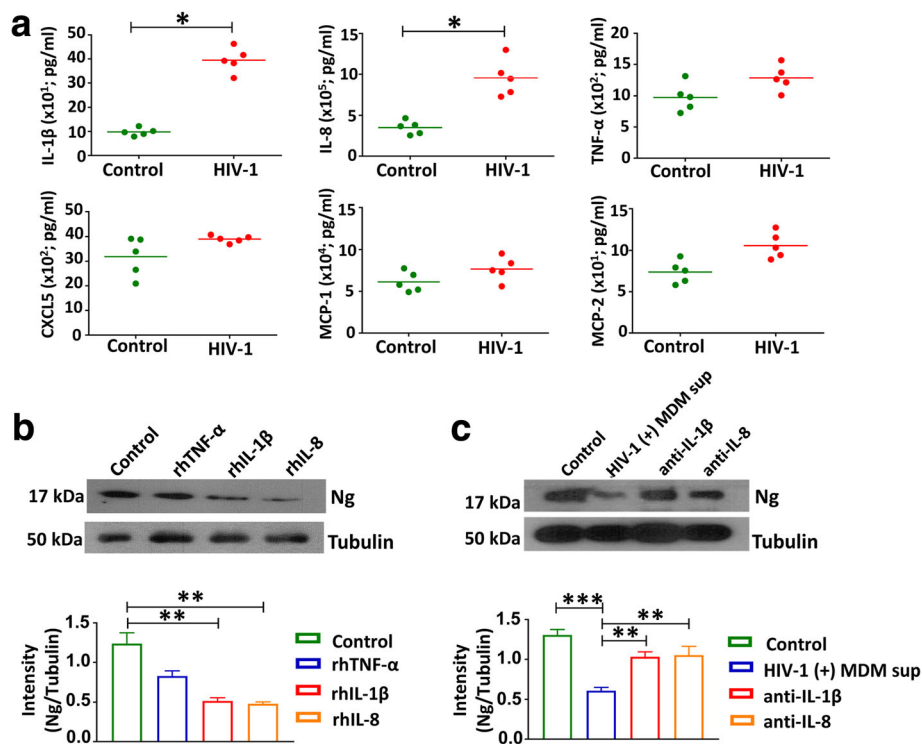 a
*
IL-1β (x10¹; pg/ml)
50
40
30
20
10
0
Control
HIV-1
*
IL-8 (x10⁵; pg/ml)
15
10
5
0
Control
HIV-1
TNF-α (x10²; pg/ml)
20
15
10
5
0
Control
HIV-1
CXCL5 (x10²; pg/ml)
50
40
30
20
10
0
Control
HIV-1
MCP-1 (x10⁴; pg/ml)
15
10
5
0
Control
HIV-1
MCP-2 (x10¹; pg/ml)
15
10
5
0
Control
HIV-1
b
Control
rhTNF-α
rhIL-1β
rhIL-8
17 kDa
Ng
50 kDa
Tubulin
**
**
Intensity
(Ng/Tubulin)
1.5
1.0
0.5
0.0
Control
rhTNF-α
rhIL-1β
rhIL-8
c
Control
HIV-1 (+) MDM sup
anti-IL-1β
anti-IL-8
17 kDa
Ng
50 kDa
Tubulin
***
**
**
Intensity
(Ng/Tubulin)
1.5
1.0
0.5
0.0
Control
HIV-1 (+) MDM sup
anti-IL-1β
anti-IL-8